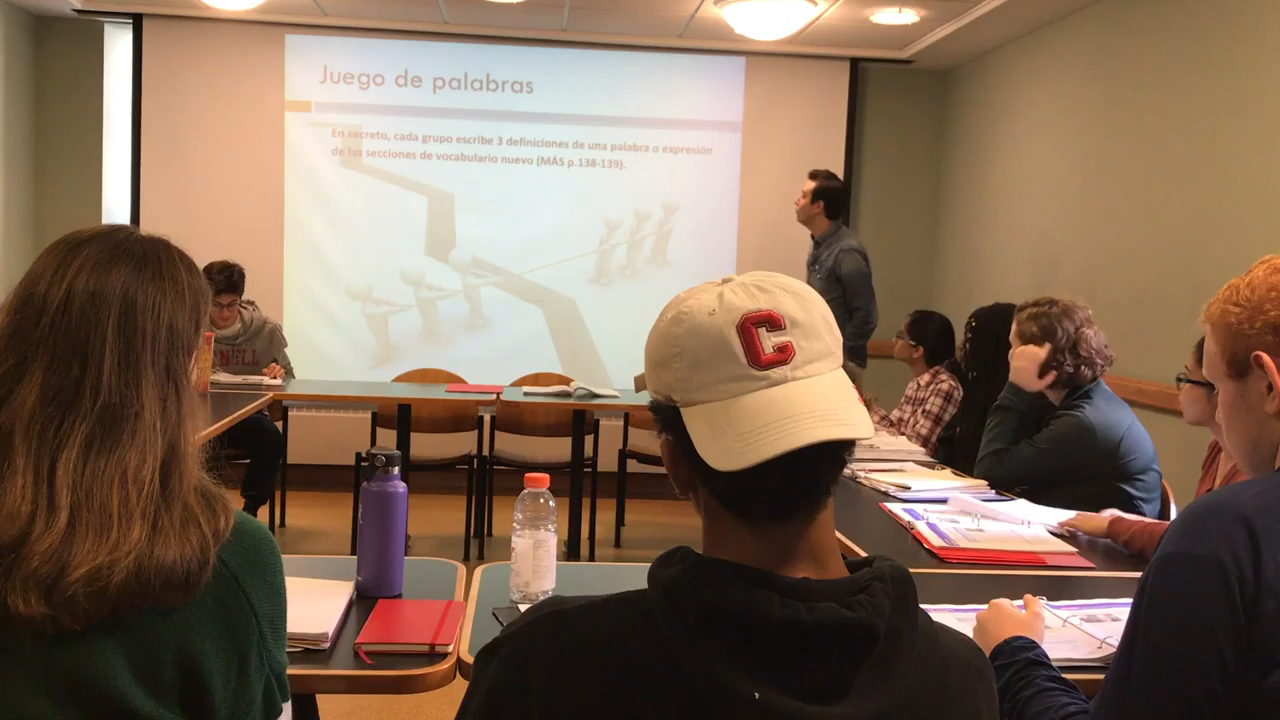 Juego de palabras
En secreto, cada grupo escribe 3 definiciones de una palabra o expresión
de las secciones de vocabulario nuevo (MÁS p.138-139).
C